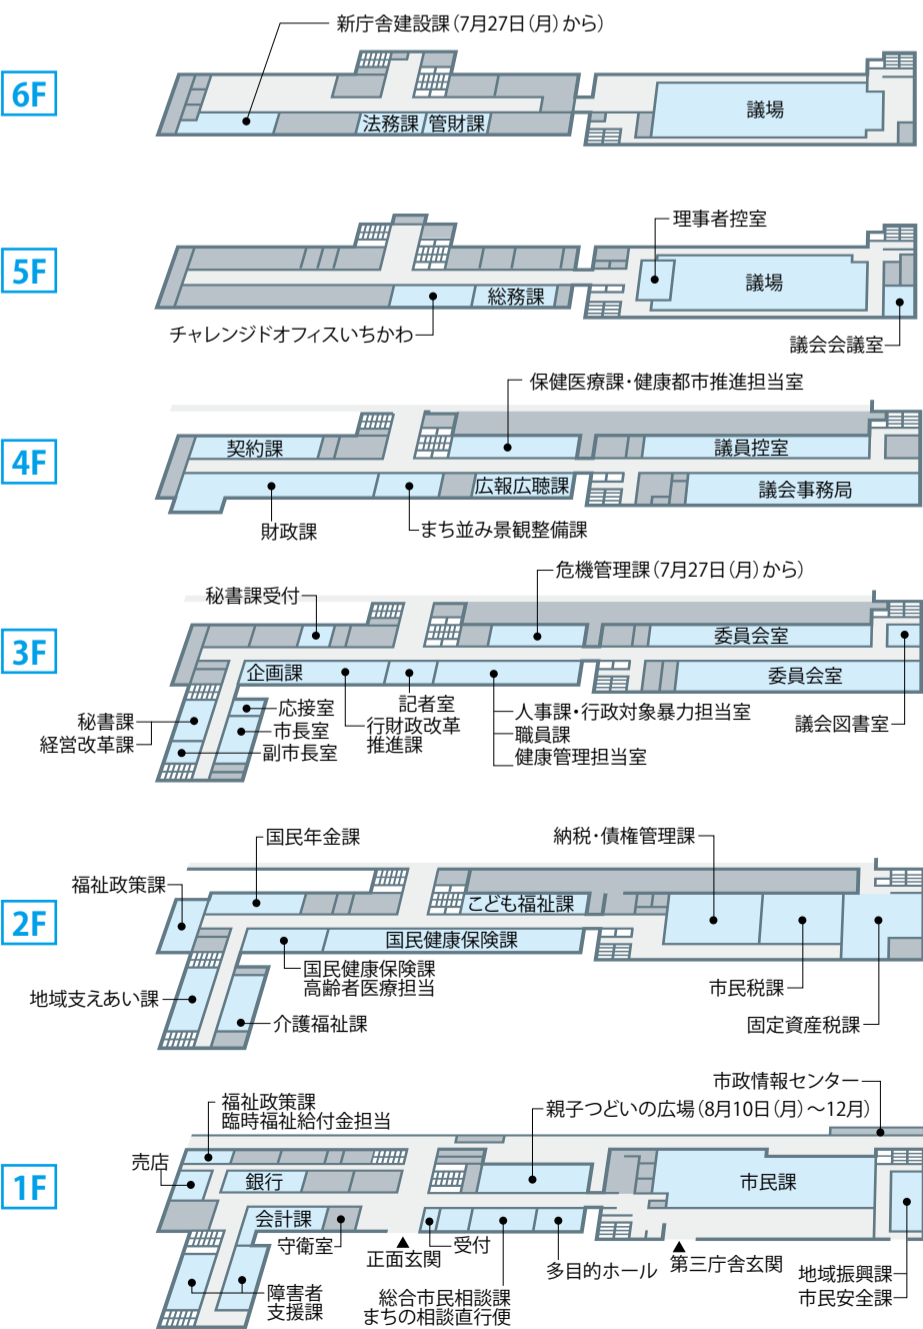 新庁舎建設課(7月27日(月)から)
6F
法務課
管財課
議場
5F
理事者控室
議場
総務課
チャレンジドオフィスいちかわ
議会会議室
保健医療課・健康都市推進担当室
4F
契約課
議員控室
広報広聴課
議会事務局
財政課
まち並み景観整備課
危機管理課(7月27日(月)から)
秘書課受付
3F
委員会室
企画課
委員会室
秘書課
経営改革課
応接室
市長室
副市長室
記者室
行財政改革
推進課
人事課・行政対象暴力担当室
職員課
健康管理担当室
議会図書室
国民年金課
納税・債権管理課
福祉政策課
2F
こども福祉課
国民健康保険課
国民健康保険課
高齢者医療担当
地域支えあい課
介護福祉課
市民税課
固定資産税課
市政情報センター
福祉政策課
臨時福祉給付金担当
親子つどいの広場(8月10日(月)〜12月)
売店
1F
銀行
市民課
会計課
守衛室
正面玄関
受付
多目的ホール
第三庁舎玄関
地域振興課
市民安全課
障害者
支援課
総合市民相談課
まちの相談直行便